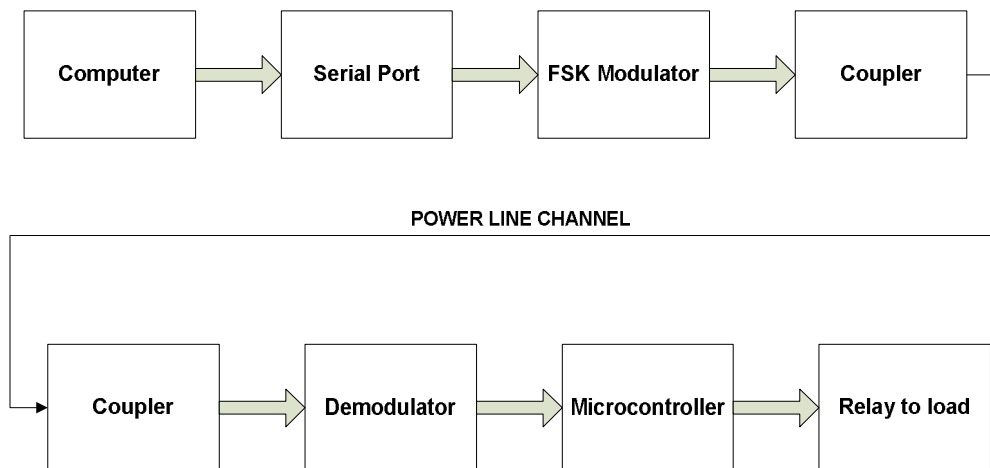 Computer
Serial Port
FSK Modulator
Coupler
POWER LINE CHANNEL
Coupler
Demodulator
Microcontroller
Relay to load